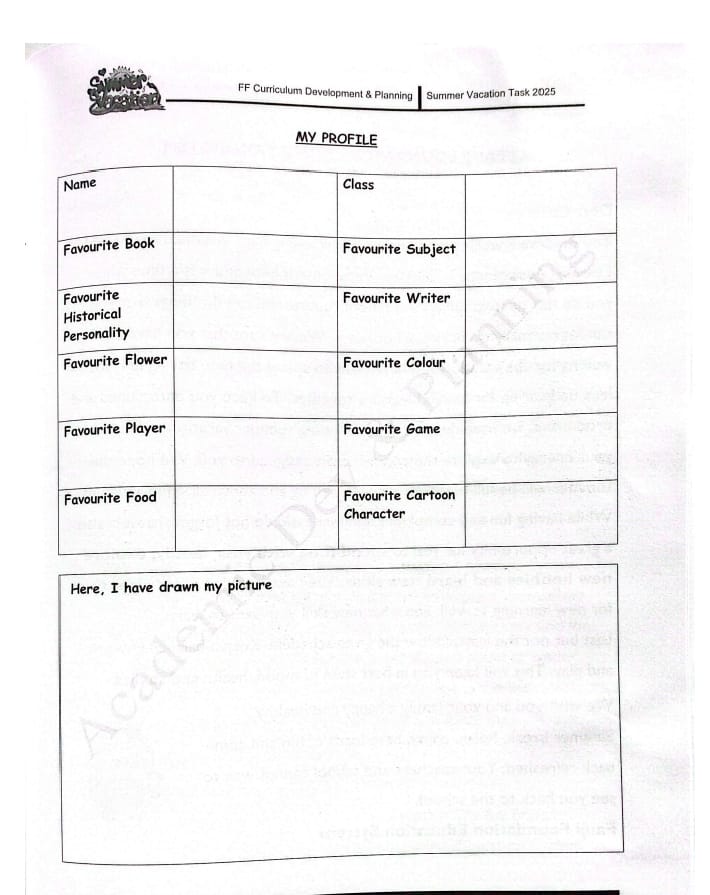 Summer
Vacation
FF Curriculum Development & Planning | Summer Vacation Task 2025
MY PROFILE
Name Class
Favourite Book Favourite Subject
Favourite Historical Personality Favourite Writer
Favourite Flower Favourite Colour
Favourite Player Favourite Game
Favourite Food Favourite Cartoon Character
Here, I have drawn my picture
Academic Dev & Planning